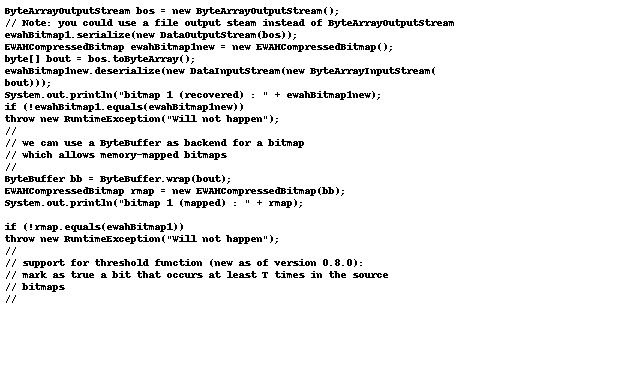 ByteArrayOutputStream bos = new ByteArrayOutputStream();
// Note: you could use a file output steam instead of ByteArrayOutputStream
ewahBitmap1.serialize(new DataOutputStream(bos));
EWAHCompressedBitmap ewahBitmap1new = new EWAHCompressedBitmap();
byte[] bout = bos.toByteArray();
ewahBitmap1new.deserialize(new DataInputStream(new ByteArrayInputStream(
bout)));
System.out.println("bitmap 1 (recovered) : " + ewahBitmap1new);
if (!ewahBitmap1.equals(ewahBitmap1new))
throw new RuntimeException("Will not happen");
//
// we can use a ByteBuffer as backend for a bitmap
// which allows memory-mapped bitmaps
//
ByteBuffer bb = ByteBuffer.wrap(bout);
EWAHCompressedBitmap rmap = new EWAHCompressedBitmap(bb);
System.out.println("bitmap 1 (mapped) : " + rmap);

if (!rmap.equals(ewahBitmap1))
throw new RuntimeException("Will not happen");
//
// support for threshold function (new as of version 0.8.0):
// mark as true a bit that occurs at least T times in the source
// bitmaps
//